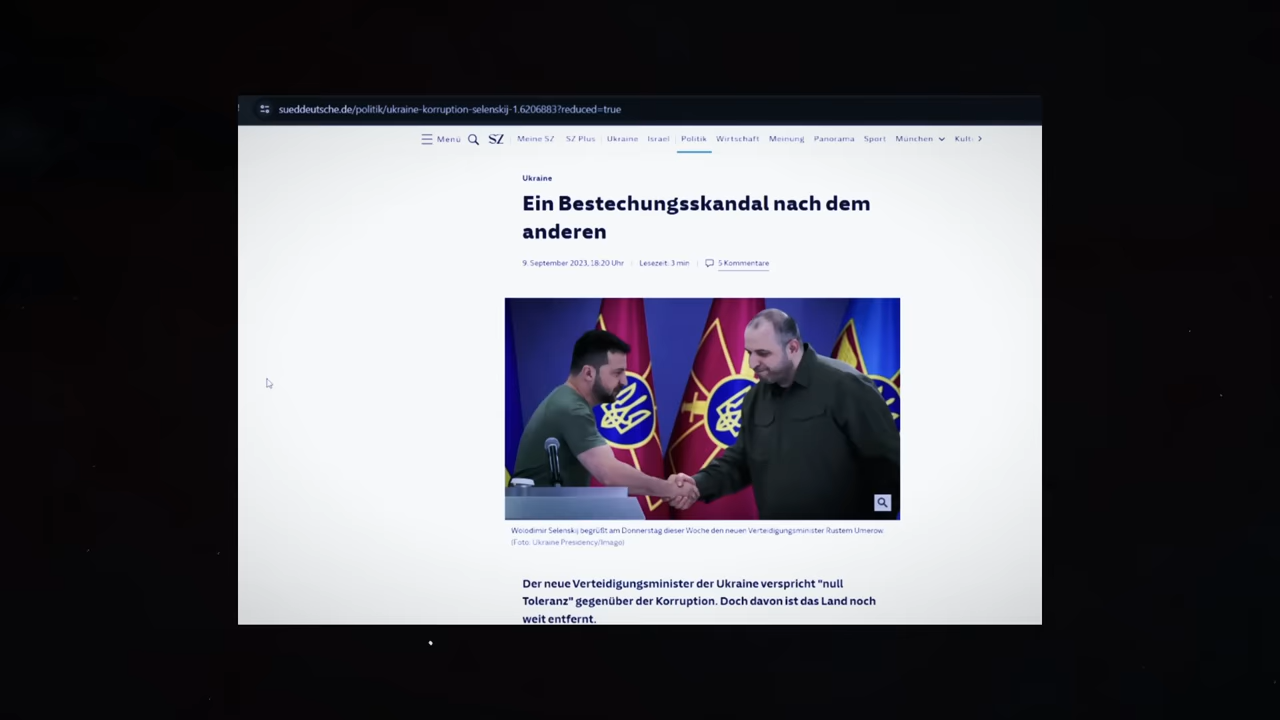 sueddeutsche.de/politik/ukraine-korruption-selenskij-1.6206883?reduced=true
Menü SZ Meine SZ SZ Plus Ukraine Israel Politik Wirtschaft Meinung Panorama Sport München Kult
Ukraine
Ein Bestechungsskandal nach dem
anderen
9. September 2023, 18:20 Uhr Lesezeit: 3 min 5 Kommentare
Wolodimir Selenskij begrüßt am Donnerstag dieser Woche den neuen Verteidigungsminister Rustem Umerow.
(Foto: Ukraine Presidency/Imago)
Der neue Verteidigungsminister der Ukraine verspricht "null
Toleranz" gegenüber der Korruption. Doch davon ist das Land noch
weit entfernt.